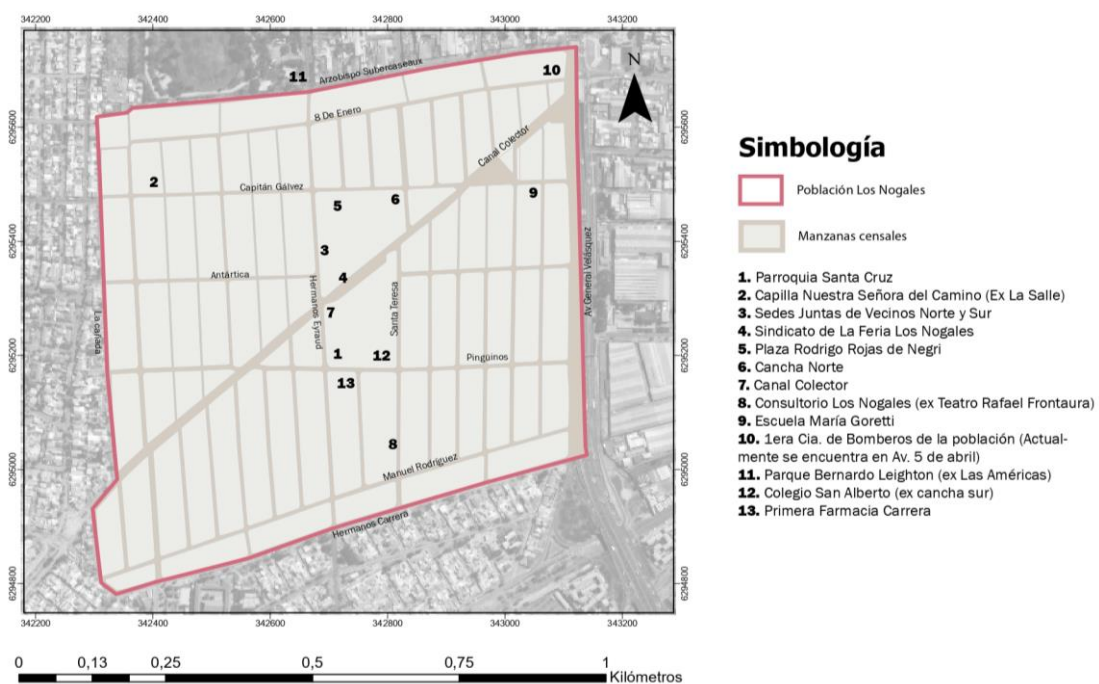 342200 342400 342600 342800 343000 343200
6295600
6295400
6295200
6295000
6294800
6295600
6295400
6295200
6295000
6294800
N
11
Arzobispo Subercaseaux
10
8 De Enero
Canal Colector
2
Capitán Gálvez
5
6
9
3
Antártica
4
Hermanos Eyraud
7
Santa Teresa
La cañada
Av General Velásquez
1
12
Pingüinos
13
8
Manuel Rodríguez
Hermanos Carrera
342200 342400 342600 342800 343000 343200
0 0,13 0,25 0,5 0,75 1
Kilómetros
Simbología
Población Los Nogales
Manzanas censales
1. Parroquia Santa Cruz
2. Capilla Nuestra Señora del Camino (Ex La Salle)
3. Sedes Juntas de Vecinos Norte y Sur
4. Sindicato de La Feria Los Nogales
5. Plaza Rodrigo Rojas de Negri
6. Cancha Norte
7. Canal Colector
8. Consultorio Los Nogales (ex Teatro Rafael Frontaura)
9. Escuela María Goretti
10. 1era Cia. de Bomberos de la población (Actual-
mente se encuentra en Av. 5 de abril)
11. Parque Bernardo Leighton (ex Las Américas)
12. Colegio San Alberto (ex cancha sur)
13. Primera Farmacia Carrera